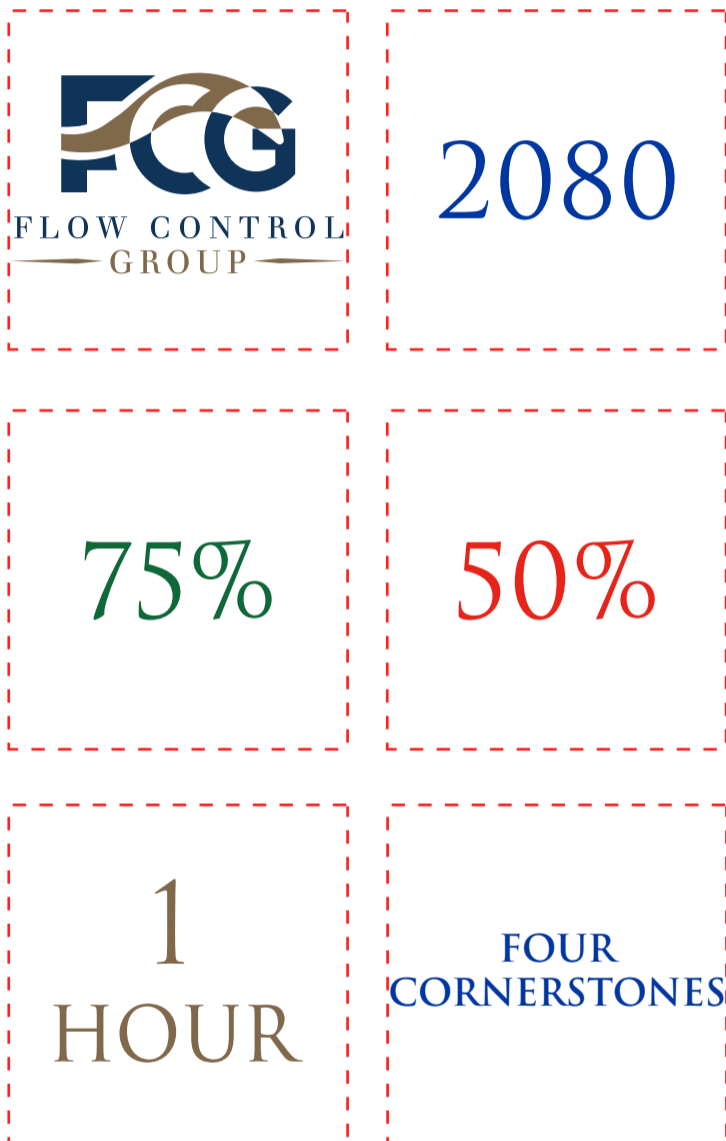 FCG
FLOW CONTROL
GROUP
2080
75%
50%
1
HOUR
FOUR
CORNERSTONES